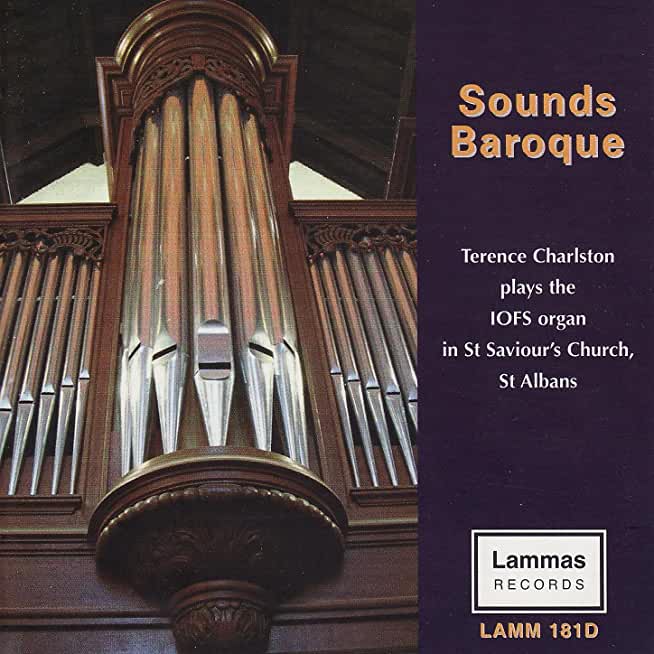 Sounds
Baroque
Terence Charlston
plays the
IOFS organ
in St Saviour's Church,
St Albans
Lammas
RECORDS
LAMM 181D